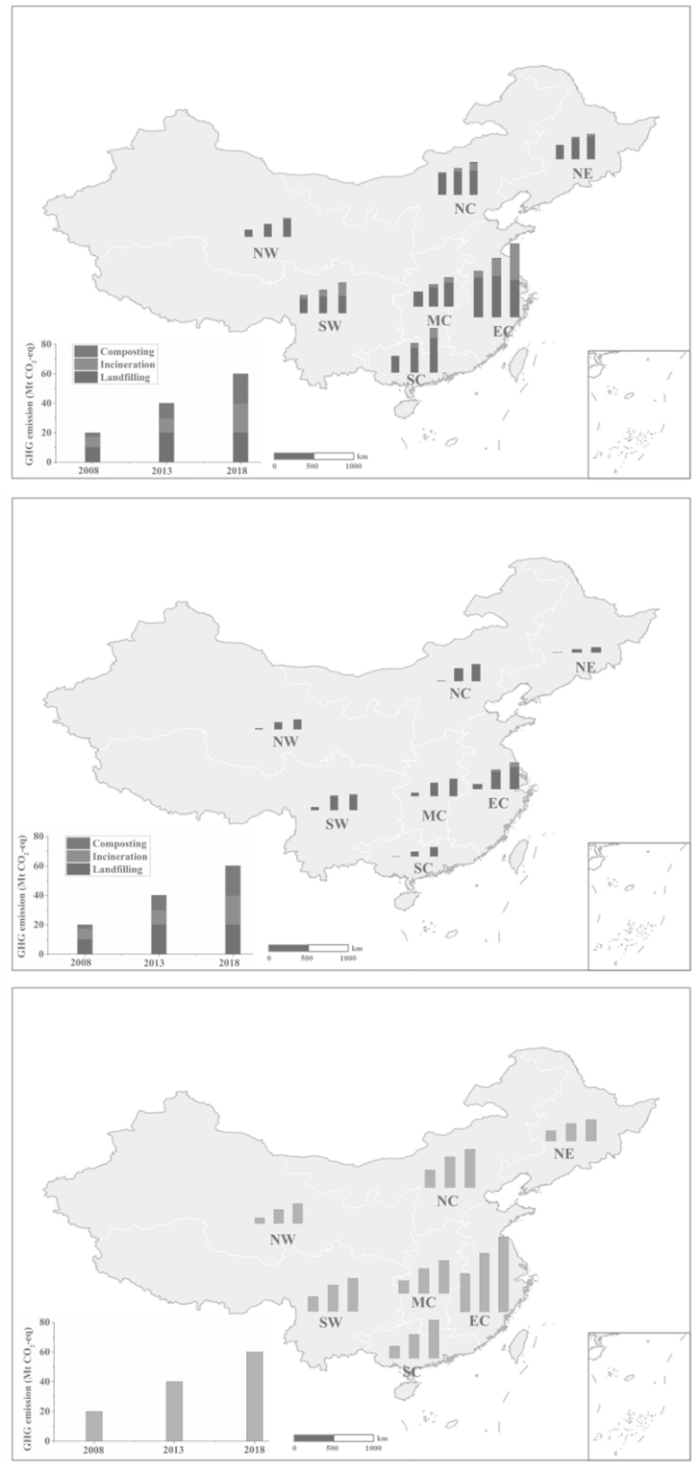 NE
NC
NW
SW
MC
EC
SC
GHG emission (Mt CO2-eq)
80
60
40
20
0
Composting
Incineration
Landfilling
2008 2013 2018
km
0 500 1000
NE
NC
NW
SW
MC
EC
SC
GHG emission (Mt CO2-eq)
80
60
40
20
0
Composting
Incineration
Landfilling
2008 2013 2018
km
0 500 1000
NE
NC
NW
SW
MC
EC
SC
GHG emission (Mt CO2-eq)
80
60
40
20
0
2008 2013 2018
km
0 500 1000